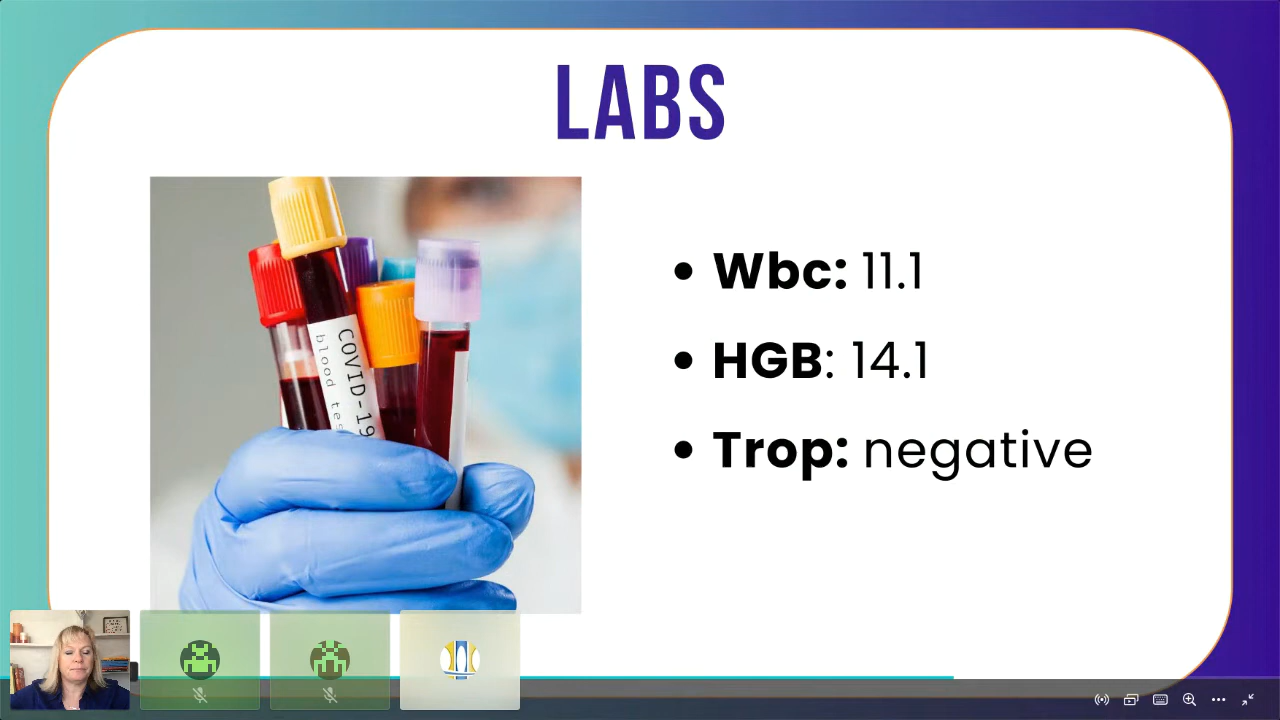 LABS
COVID-19
blood tes
• Wbc: 11.1
• HGB: 14.1
• Trop: negative